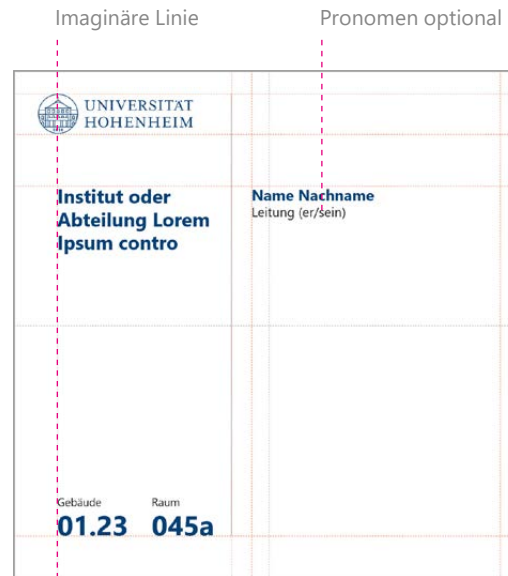 Imaginäre Linie
Pronomen optional
UNIVERSITÄT
HOHENHEIM
Institut oder
Abteilung Lorem
Ipsum contro
Name Nachname
Leitung (er/sein)
Gebäude
Raum
01.23
045a